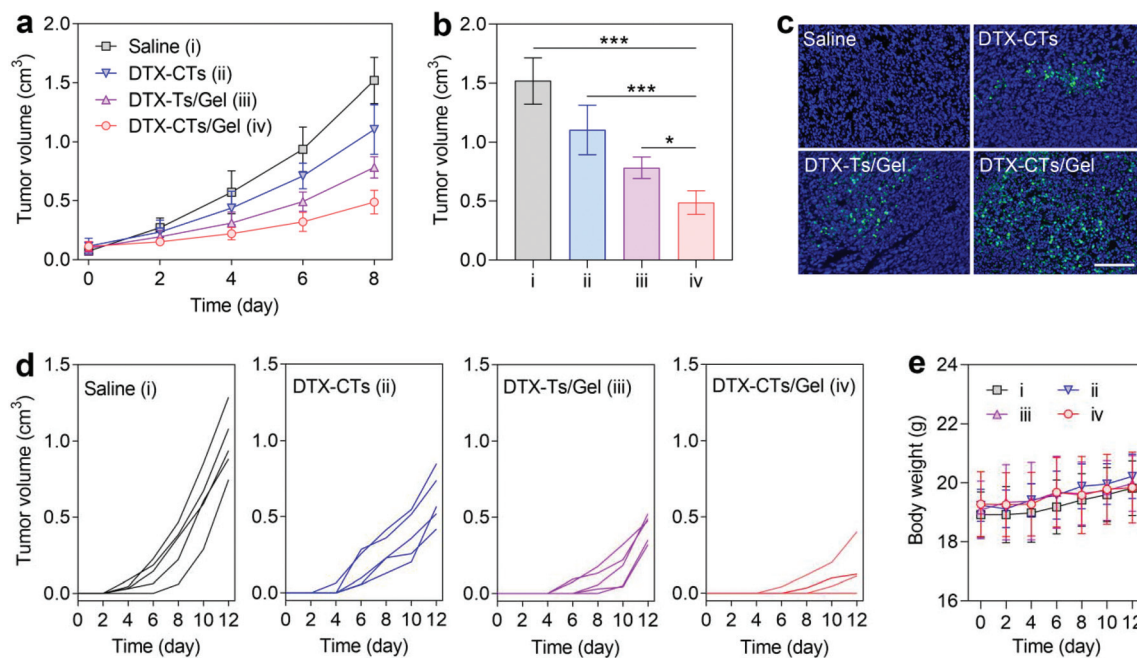 a
Tumor volume (cm³)
2.0
1.5
1.0
0.5
0.0
Saline (i)
DTX-CTs (ii)
DTX-Ts/Gel (iii)
DTX-CTs/Gel (iv)
0 2 4 6 8
Time (day)
b
Tumor volume (cm³)
2.0
1.5
1.0
0.5
0.0
***
***
*
i ii iii iv
c
Saline
DTX-CTs
DTX-Ts/Gel
DTX-CTs/Gel
d
Tumor volume (cm³)
1.5
1.0
0.5
0.0
Saline (i)
0 2 4 6 8 10 12
Time (day)
1.5
1.0
0.5
0.0
DTX-CTs (ii)
0 2 4 6 8 10 12
Time (day)
1.5
1.0
0.5
0.0
DTX-Ts/Gel (iii)
0 2 4 6 8 10 12
Time (day)
1.5
1.0
0.5
0.0
DTX-CTs/Gel (iv)
0 2 4 6 8 10 12
Time (day)
e
Body weight (g)
24
22
20
18
16
i ii
iii iv
0 2 4 6 8 10 12
Time (day)